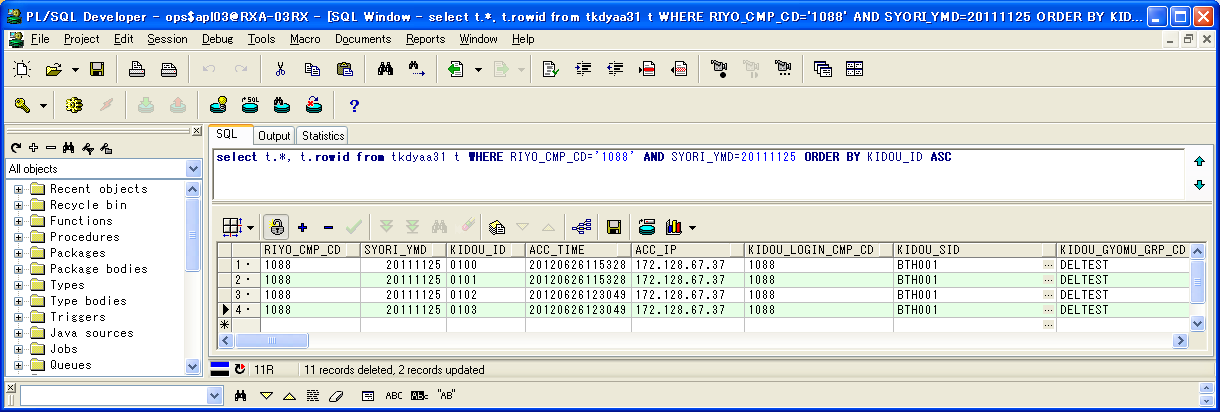 PL/SQL Developer - ops$apl03@RXA-03RX - [SQL Window - select t.*, t.rowid from tkdyaa31 t WHERE RIYO_CMP_CD='1088' AND SYORI_YMD=20111125 ORDER BY KID...
File Project Edit Session Debug Tools Macro Documents Reports Window Help
SQL
SQL Output Statistics
All objects
select t.*, t.rowid from tkdyaa31 t WHERE RIYO_CMP_CD='1088' AND SYORI_YMD=20111125 ORDER BY KIDOU_ID ASC
Recent objects
Recycle bin
Functions
Procedures
Packages
Package bodies
Types
Type bodies
Triggers
Java sources
Jobs
Queues
RIYO_CMP_CD SYORI_YMD KIDOU_ID ACC_TIME ACC_IP KIDOU_LOGIN_CMP_CD KIDOU_SID KIDOU_GYOMU_GRP_CD
1 1088 20111125 0100 20120626115328 172.128.67.37 1088 BTH001 ... DELTEST
2 1088 20111125 0101 20120626115328 172.128.67.37 1088 BTH001 ... DELTEST
3 1088 20111125 0102 20120626123049 172.128.67.37 1088 BTH001 ... DELTEST
4 1088 20111125 0103 20120626123049 172.128.67.37 1088 BTH001 ... DELTEST
* ...
11R 11 records deleted, 2 records updated
ABC "AB"